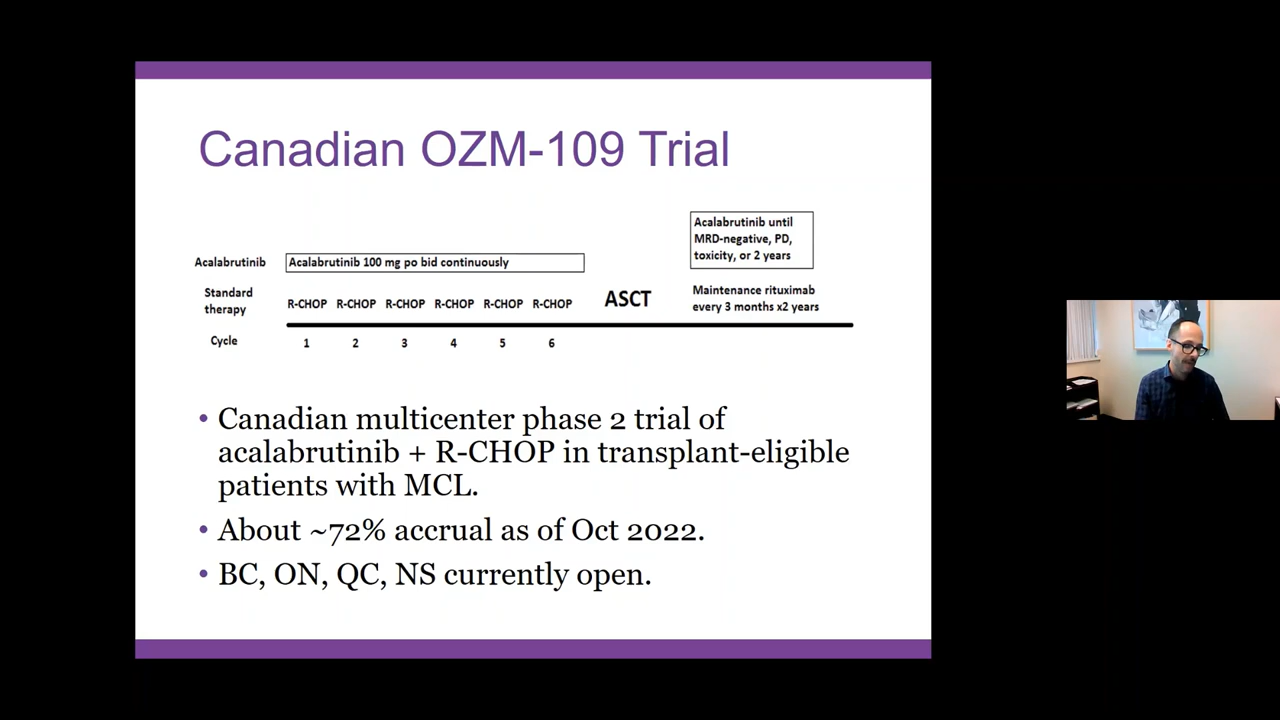 Canadian OZM-109 Trial
Acalabrutinib until
MRD-negative, PD,
toxicity, or 2 years
Acalabrutinib
Acalabrutinib 100 mg po bid continuously
Standard
therapy
R-CHOP R-CHOP R-CHOP R-CHOP R-CHOP R-CHOP
ASCT
Maintenance rituximab
every 3 months x2 years
Cycle
1 2 3 4 5 6
• Canadian multicenter phase 2 trial of
acalabrutinib + R-CHOP in transplant-eligible
patients with MCL.
• About ~72% accrual as of Oct 2022.
• BC, ON, QC, NS currently open.